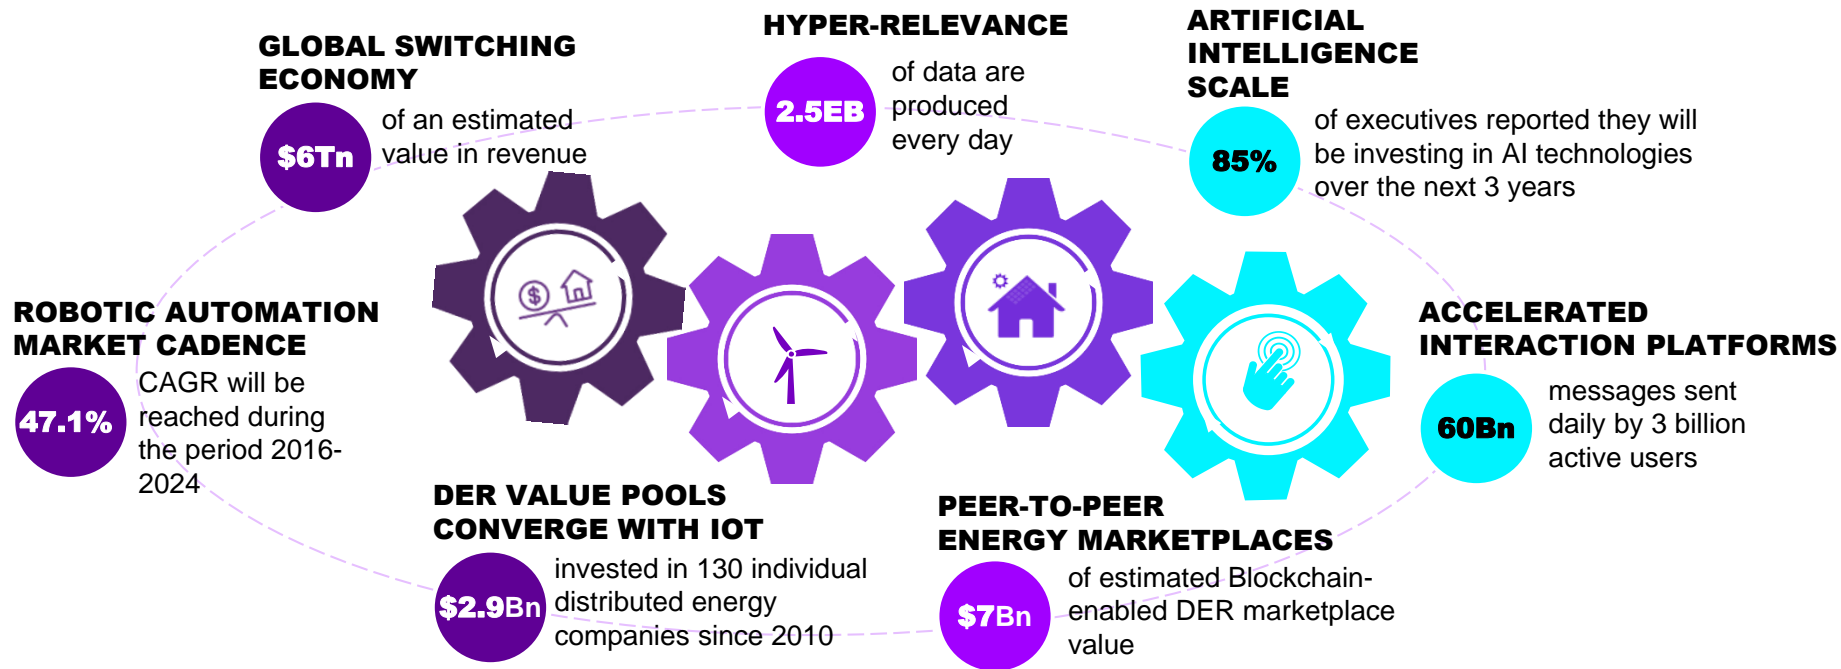 GLOBAL SWITCHING
ECONOMY
$6Tn
of an estimated
value in revenue
HYPER-RELEVANCE
2.5EB
of data are
produced
every day
ARTIFICIAL
INTELLIGENCE
SCALE
85%
of executives reported they will
be investing in AI technologies
over the next 3 years
ROBOTIC AUTOMATION
MARKET CADENCE
47.1%
CAGR will be
reached during
the period 2016-
2024
$
ACCELERATED
INTERACTION PLATFORMS
60Bn
messages sent
daily by 3 billion
active users
DER VALUE POOLS
CONVERGE WITH IOT
$2.9Bn
invested in 130 individual
distributed energy
companies since 2010
PEER-TO-PEER
ENERGY MARKETPLACES
$7Bn
of estimated Blockchain-
enabled DER marketplace
value